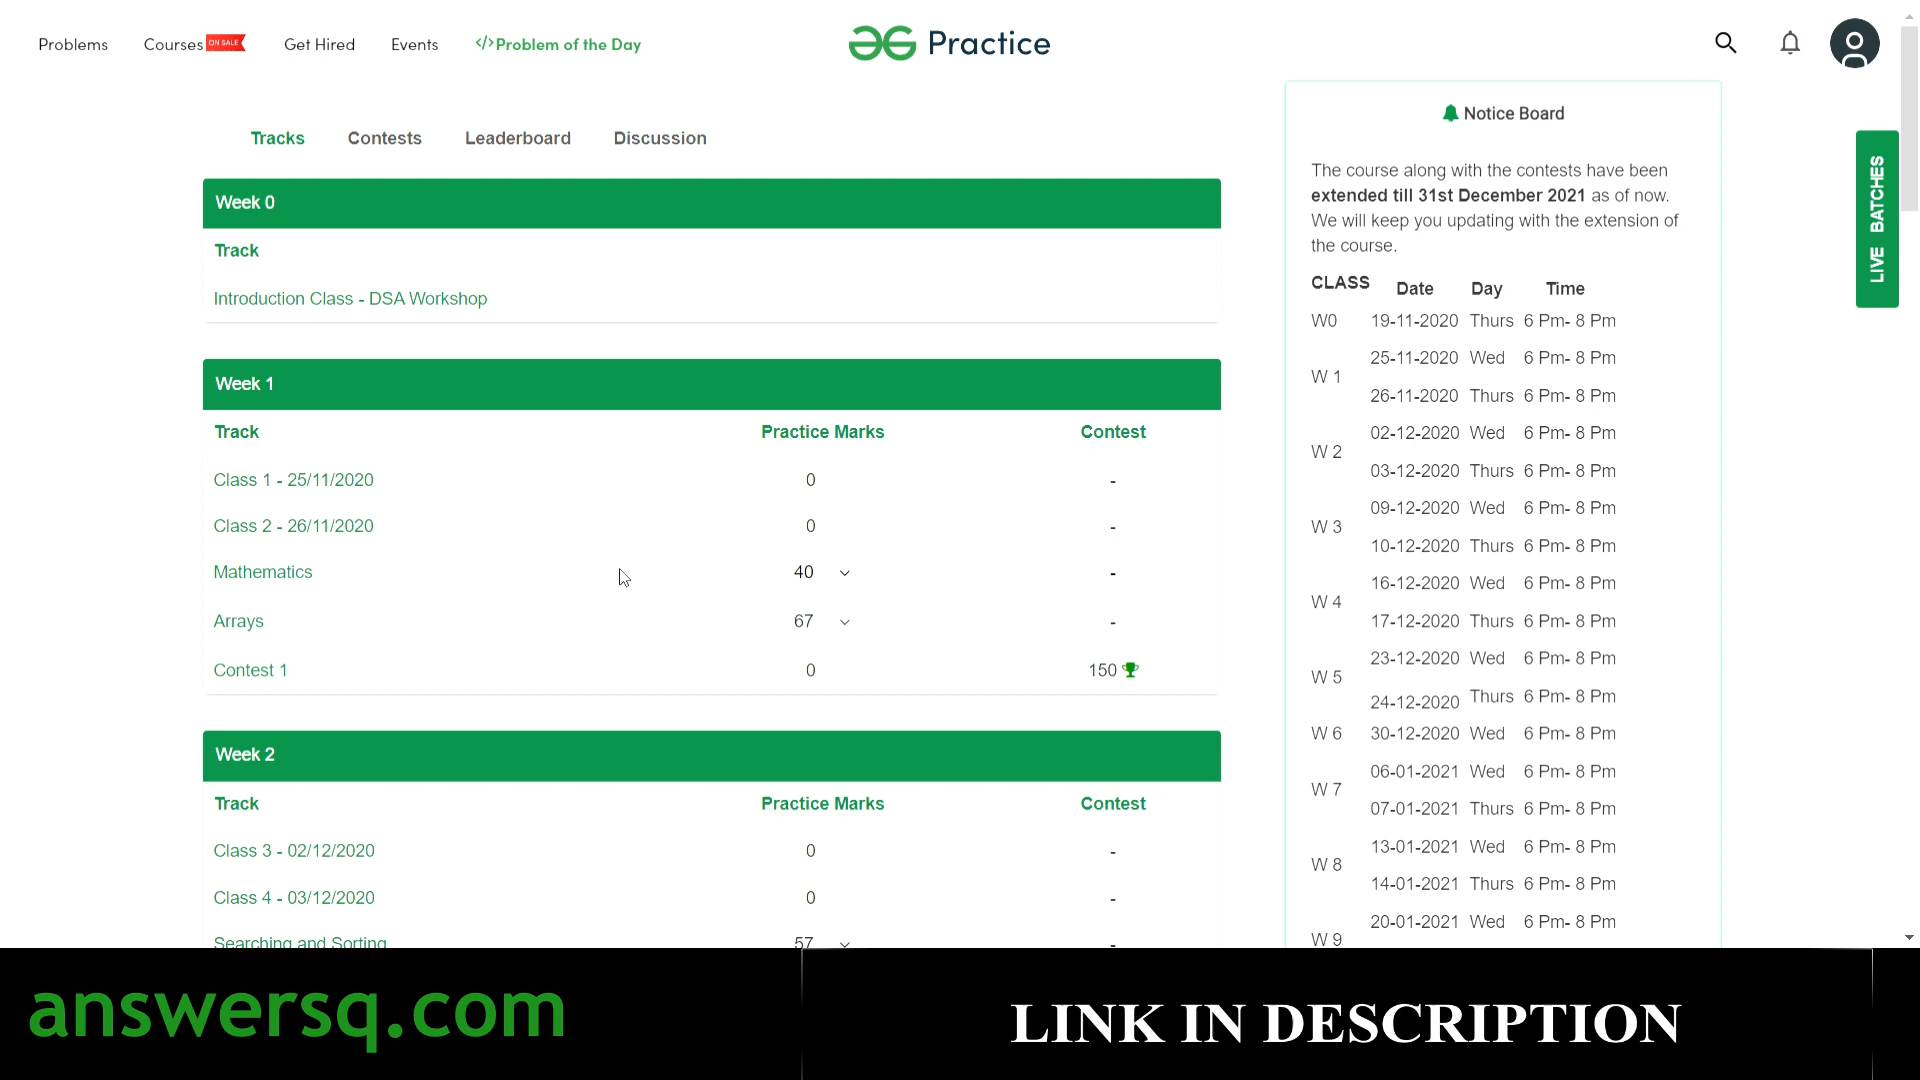 Problems Courses ON SALE Get Hired Events </>Problem of the Day Practice
Tracks Contests Leaderboard Discussion
Week 0
Track
Introduction Class - DSA Workshop
Week 1
Track Practice Marks Contest
Class 1 - 25/11/2020 0 -
Class 2 - 26/11/2020 0 -
Mathematics 40 -
Arrays 67 -
Contest 1 0 150
Week 2
Track Practice Marks Contest
Class 3 - 02/12/2020 0 -
Class 4 - 03/12/2020 0 -
Searching and Sorting 57 -
Notice Board
The course along with the contests have been
extended till 31st December 2021 as of now.
We will keep you updating with the extension of
the course.
CLASS Date Day Time
W0 19-11-2020 Thurs 6 Pm- 8 Pm
25-11-2020 Wed 6 Pm- 8 Pm
W 1
26-11-2020 Thurs 6 Pm- 8 Pm
02-12-2020 Wed 6 Pm- 8 Pm
W 2
03-12-2020 Thurs 6 Pm- 8 Pm
09-12-2020 Wed 6 Pm- 8 Pm
W 3
10-12-2020 Thurs 6 Pm- 8 Pm
16-12-2020 Wed 6 Pm- 8 Pm
W 4
17-12-2020 Thurs 6 Pm- 8 Pm
23-12-2020 Wed 6 Pm- 8 Pm
W 5
24-12-2020 Thurs 6 Pm- 8 Pm
W 6 30-12-2020 Wed 6 Pm- 8 Pm
06-01-2021 Wed 6 Pm- 8 Pm
W 7
07-01-2021 Thurs 6 Pm- 8 Pm
13-01-2021 Wed 6 Pm- 8 Pm
W 8
14-01-2021 Thurs 6 Pm- 8 Pm
20-01-2021 Wed 6 Pm- 8 Pm
W 9
LIVE BATCHES
answersq.com
LINK IN DESCRIPTION